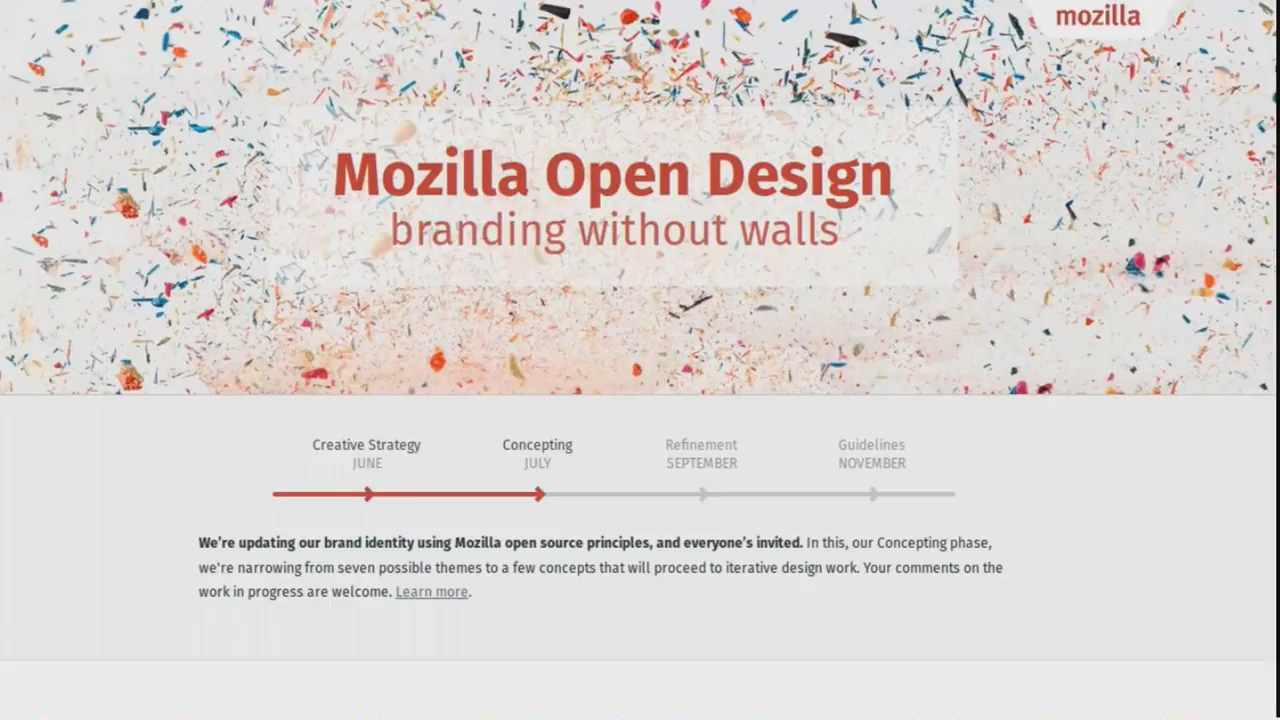 mozilla
Mozilla Open Design
branding without walls
Creative Strategy
JUNE
Concepting
JULY
Refinement
SEPTEMBER
Guidelines
NOVEMBER
We’re updating our brand identity using Mozilla open source principles, and everyone’s invited. In this, our Concepting phase,
we're narrowing from seven possible themes to a few concepts that will proceed to iterative design work. Your comments on the
work in progress are welcome. Learn more.